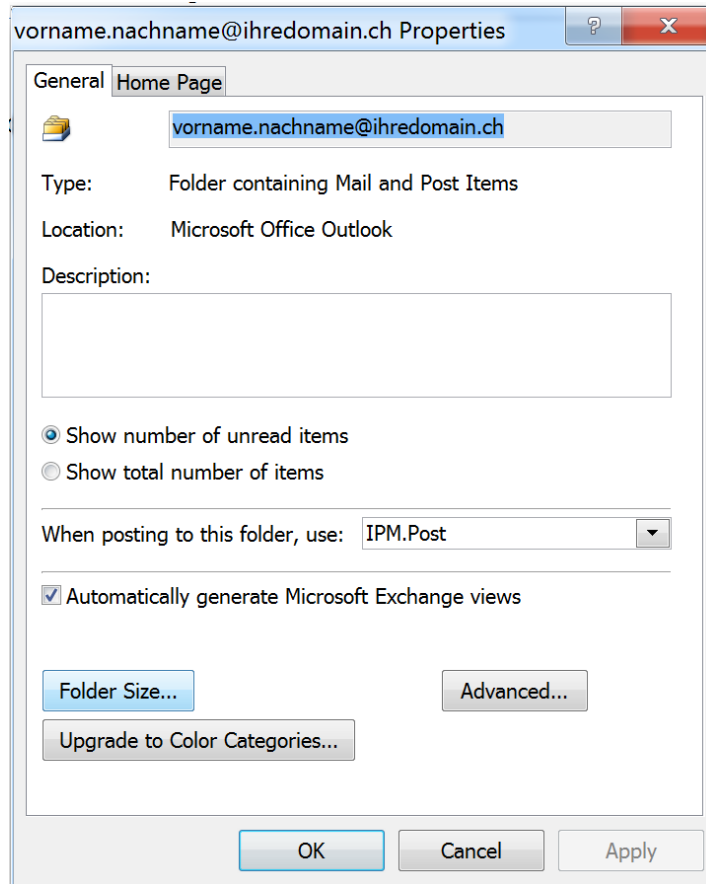 vorname.nachname@ihredomain.ch Properties
General Home Page
vorname.nachname@ihredomain.ch
Type: Folder containing Mail and Post Items
Location: Microsoft Office Outlook
Description:
Show number of unread items
Show total number of items
When posting to this folder, use: IPM.Post
Automatically generate Microsoft Exchange views
Folder Size... Advanced...
Upgrade to Color Categories...
OK Cancel Apply